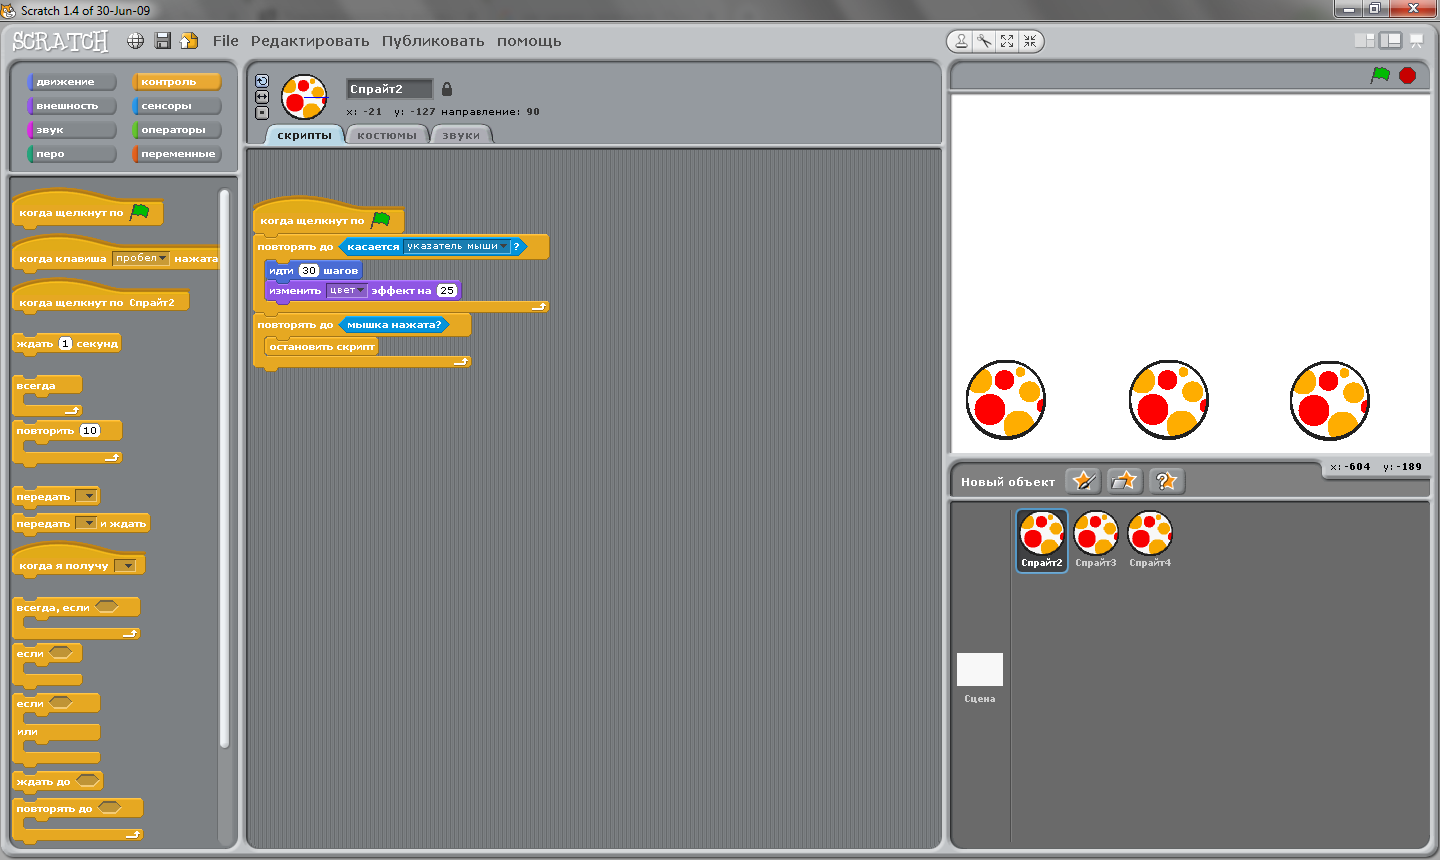 Scratch 1.4 of 30-Jun-09
SCRATCH File Редактировать Публиковать помощь
движение контроль
внешность сенсоры
звук операторы
перо переменные
когда щелкнут по
когда клавиша пробел нажата
когда щелкнут по Спрайт2
ждать 1 секунд
всегда
повторить 10
передать
передать и ждать
когда я получу
всегда, если
если
если
или
ждать до
повторять до
Спрайт2
x: -21 y: -127 направление: 90
скрипты костюмы звуки
когда щелкнут по
повторять до касается указатель мыши ?
идти 30 шагов
изменить цвет эффект на 25
повторять до мышка нажата?
остановить скрипт
x: -604 y: -189
Новый объект
Спрайт2 Спрайт3 Спрайт4
Сцена